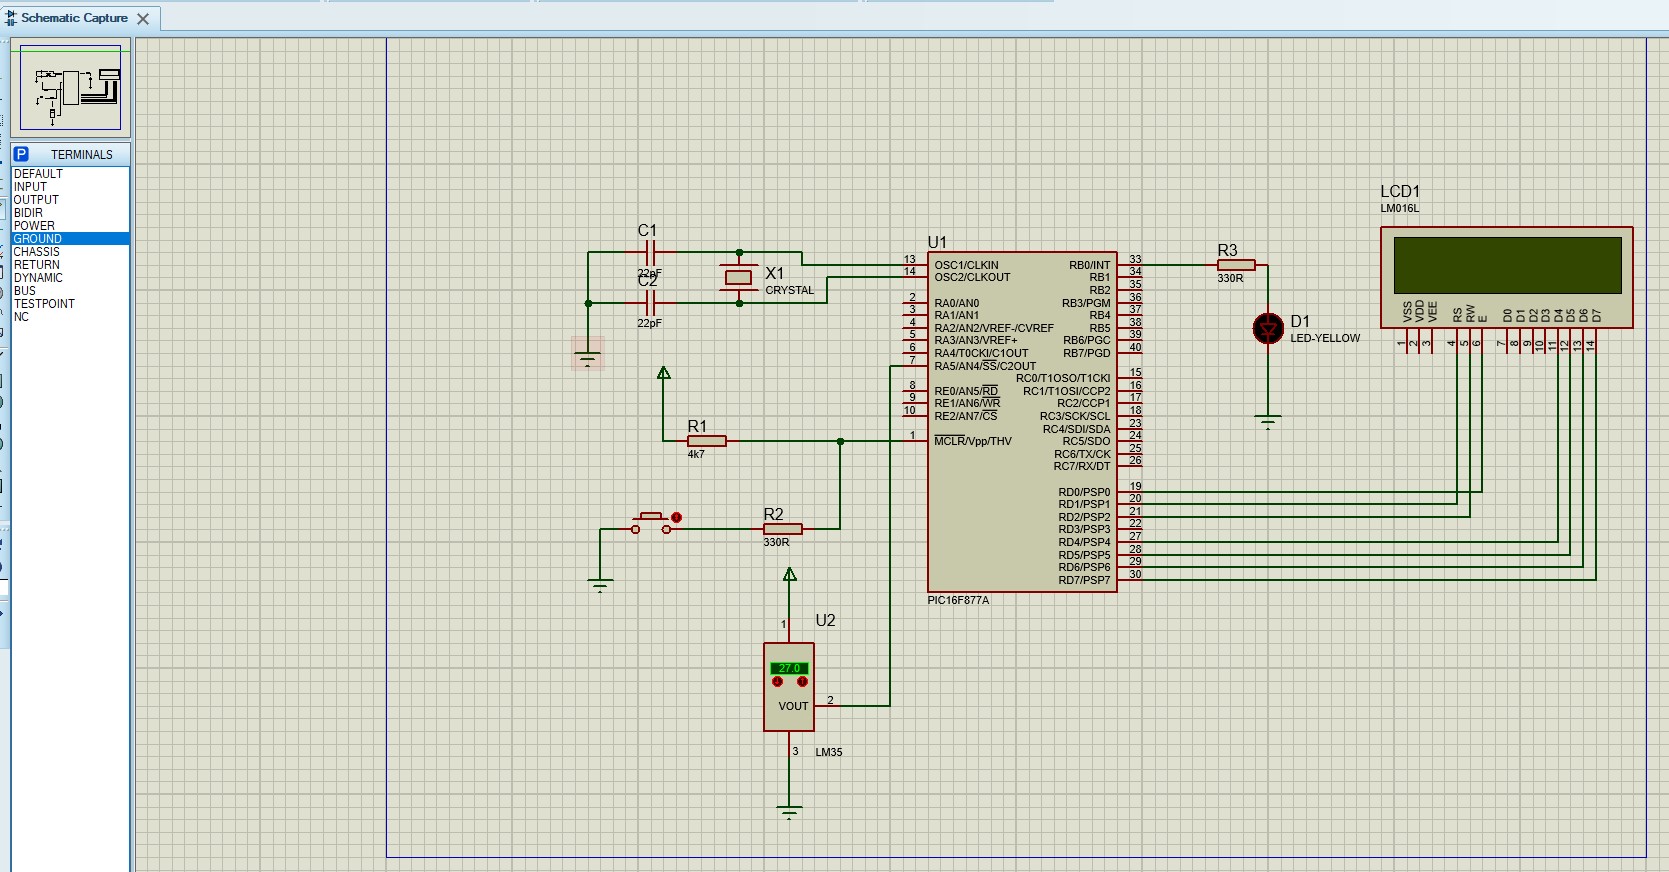 Schematic Capture
P TERMINALS
DEFAULT
INPUT
OUTPUT
BIDIR
POWER
GROUND
CHASSIS
RETURN
DYNAMIC
BUS
TESTPOINT
NC
C1
22pF
C2
22pF
X1
CRYSTAL
R1
4k7
R2
330R
U2
1
27.0
VOUT
2
3
LM35
U1
13 OSC1/CLKIN
14 OSC2/CLKOUT
2 RA0/AN0
3 RA1/AN1
4 RA2/AN2/VREF-/CVREF
5 RA3/AN3/VREF+
6 RA4/T0CKI/C1OUT
7 RA5/AN4/SS/C2OUT
8 RE0/AN5/RD
9 RE1/AN6/WR
10 RE2/AN7/CS
1 MCLR/Vpp/THV
RB0/INT 33
RB1 34
RB2 35
RB3/PGM 36
RB4 37
RB5 38
RB6/PGC 39
RB7/PGD 40
RC0/T1OSO/T1CKI 15
RC1/T1OSI/CCP2 16
RC2/CCP1 17
RC3/SCK/SCL 18
RC4/SDI/SDA 23
RC5/SDO 24
RC6/TX/CK 25
RC7/RX/DT 26
RD0/PSP0 19
RD1/PSP1 20
RD2/PSP2 21
RD3/PSP3 22
RD4/PSP4 27
RD5/PSP5 28
RD6/PSP6 29
RD7/PSP7 30
PIC16F877A
R3
330R
D1
LED-YELLOW
LCD1
LM016L
VSS VDD VEE RS RW E D0 D1 D2 D3 D4 D5 D6 D7
1 2 3 4 5 6 7 8 9 10 11 12 13 14